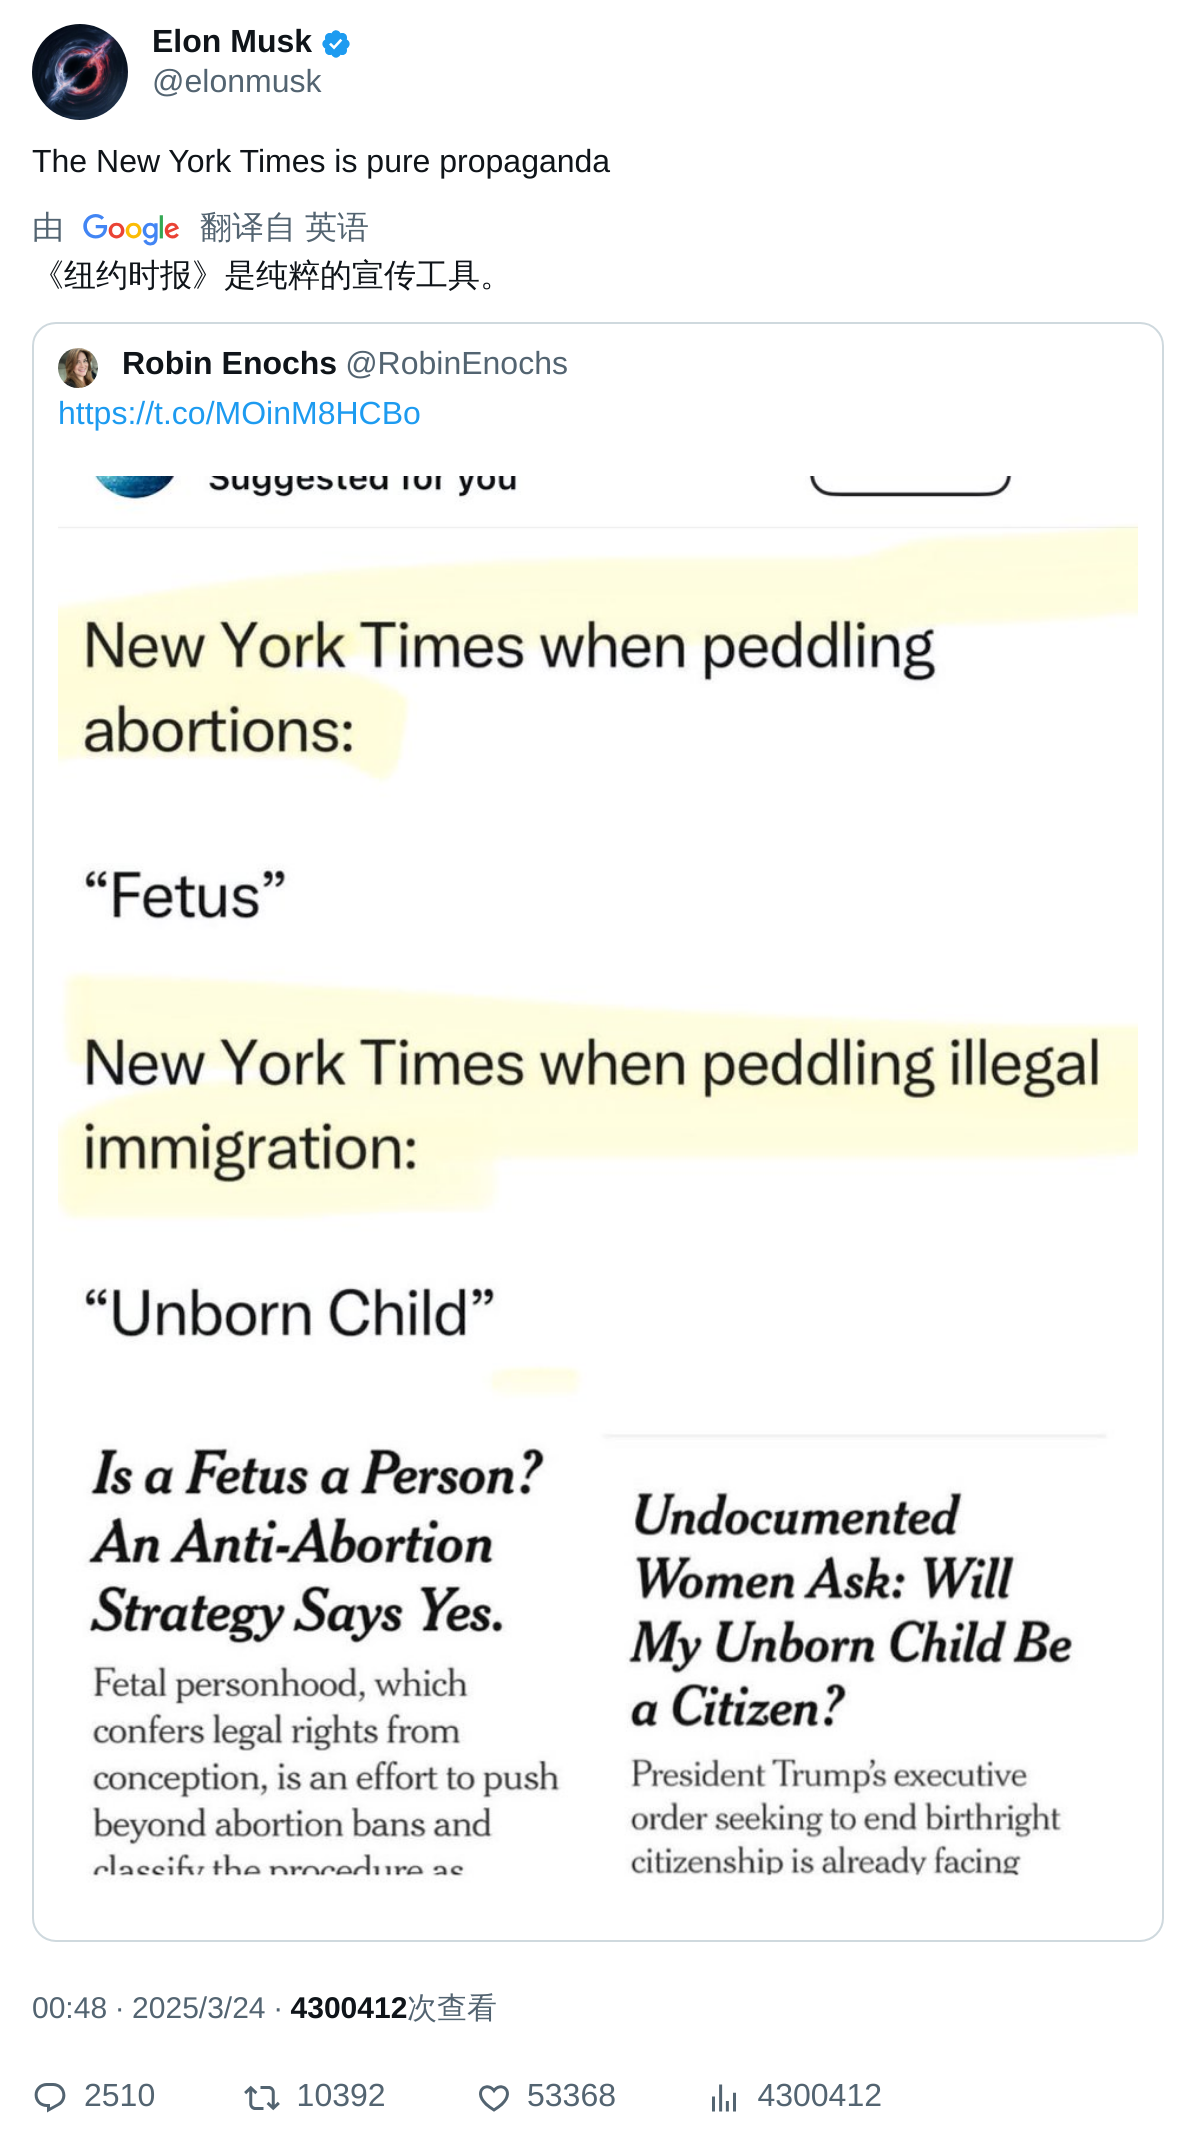 Elon Musk
@elonmusk
The New York Times is pure propaganda
由 Google 翻译自 英语
《纽约时报》是纯粹的宣传工具。
Robin Enochs @RobinEnochs
https://t.co/MOinM8HCBo
Suggested for you
New York Times when peddling
abortions:
“Fetus”
New York Times when peddling illegal
immigration:
“Unborn Child”
Is a Fetus a Person?
An Anti-Abortion
Strategy Says Yes.
Fetal personhood, which
confers legal rights from
conception, is an effort to push
beyond abortion bans and
classify the procedure as
Undocumented
Women Ask: Will
My Unborn Child Be
a Citizen?
President Trump’s executive
order seeking to end birthright
citizenship is already facing
00:48 · 2025/3/24 · 4300412次查看
2510 10392 53368 4300412